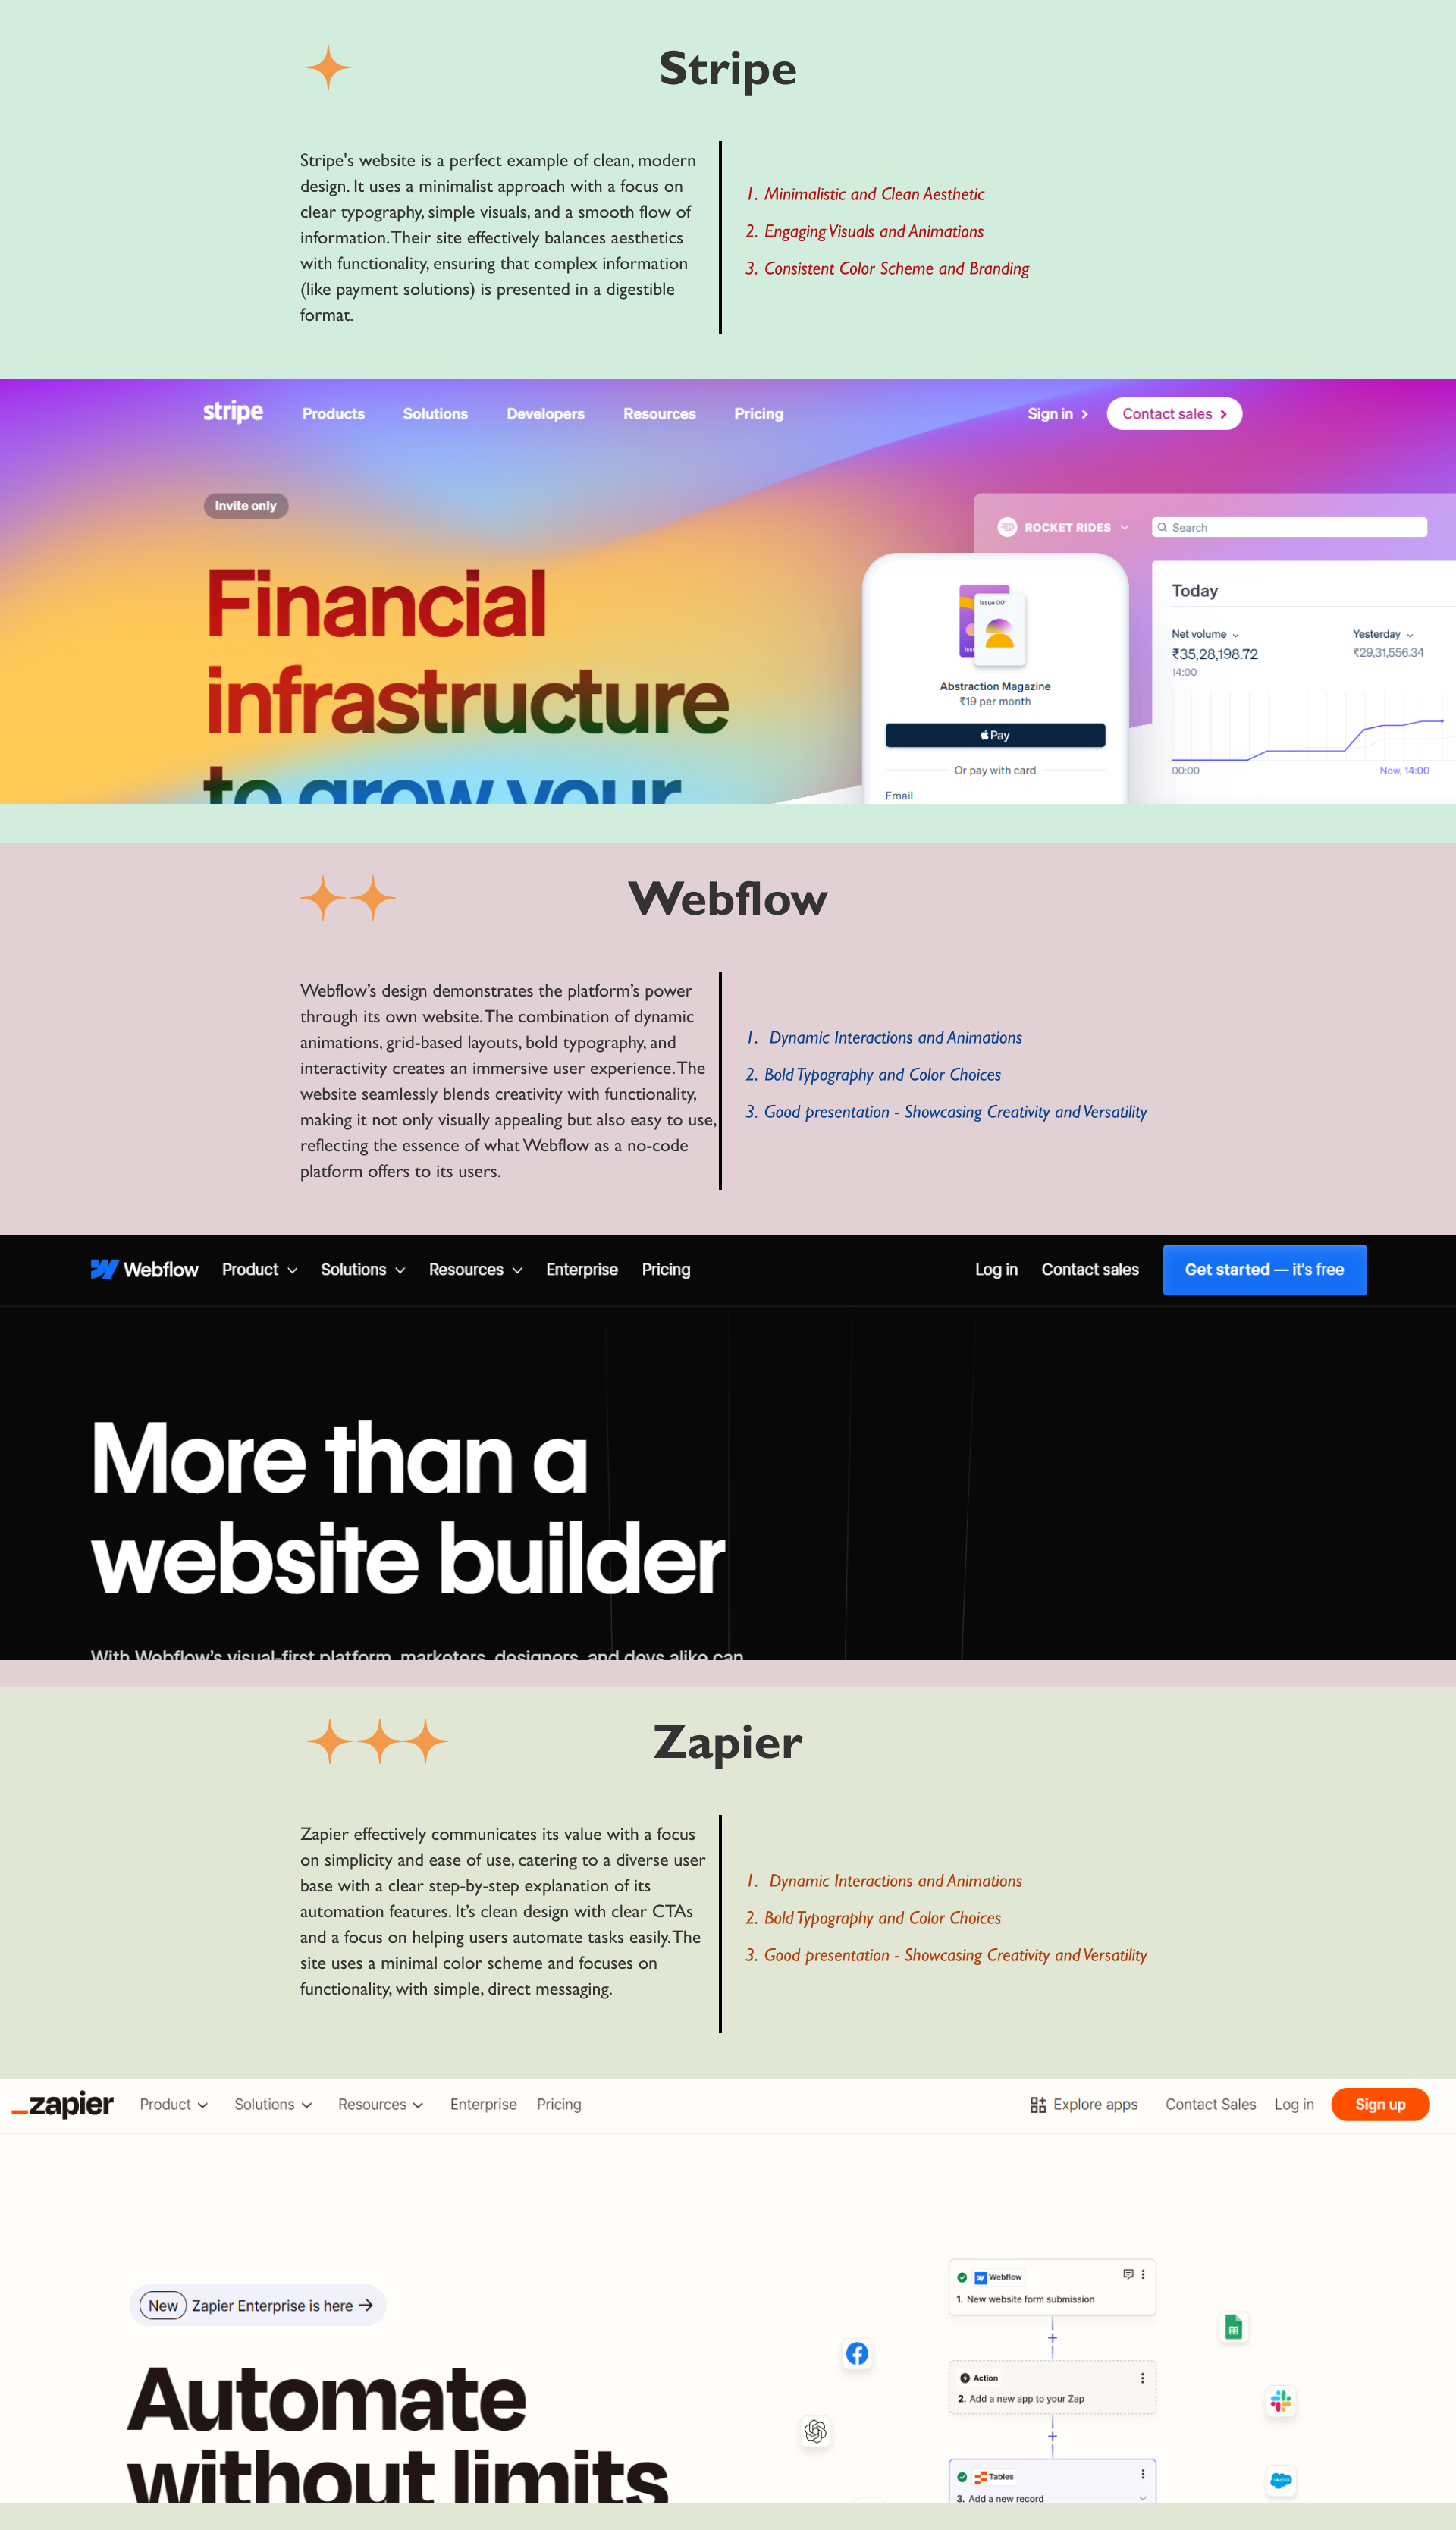 Stripe
Stripe's website is a perfect example of clean, modern
design. It uses a minimalist approach with a focus on
clear typography, simple visuals, and a smooth flow of
information. Their site effectively balances aesthetics
with functionality, ensuring that complex information
(like payment solutions) is presented in a digestible
format.
1. Minimalistic and Clean Aesthetic
2. Engaging Visuals and Animations
3. Consistent Color Scheme and Branding
stripe Products Solutions Developers Resources Pricing Sign in Contact sales
Invite only
Financial
infrastructure
to grow your
ROCKET RIDES Search
Issue 001
Abstraction Magazine
₹19 per month
Pay
Or pay with card
Email
Today
Net volume Yesterday
₹35,28,198.72 ₹29,31,556.34
14:00
00:00 Now, 14:00
Webflow
Webflow’s design demonstrates the platform’s power
through its own website. The combination of dynamic
animations, grid-based layouts, bold typography, and
interactivity creates an immersive user experience. The
website seamlessly blends creativity with functionality,
making it not only visually appealing but also easy to use,
reflecting the essence of what Webflow as a no-code
platform offers to its users.
1. Dynamic Interactions and Animations
2. Bold Typography and Color Choices
3. Good presentation - Showcasing Creativity and Versatility
Webflow Product Solutions Resources Enterprise Pricing Log in Contact sales Get started — it's free
More than a
website builder
With Webflow’s visual-first platform, marketers, designers, and devs alike can
Zapier
Zapier effectively communicates its value with a focus
on simplicity and ease of use, catering to a diverse user
base with a clear step-by-step explanation of its
automation features. It’s clean design with clear CTAs
and a focus on helping users automate tasks easily. The
site uses a minimal color scheme and focuses on
functionality, with simple, direct messaging.
1. Dynamic Interactions and Animations
2. Bold Typography and Color Choices
3. Good presentation - Showcasing Creativity and Versatility
zapier Product Solutions Resources Enterprise Pricing Explore apps Contact Sales Log in Sign up
New Zapier Enterprise is here →
Automate
without limits
Webflow
1. New website form submission
Action
2. Add a new app to your Zap
Tables
3. Add a new record